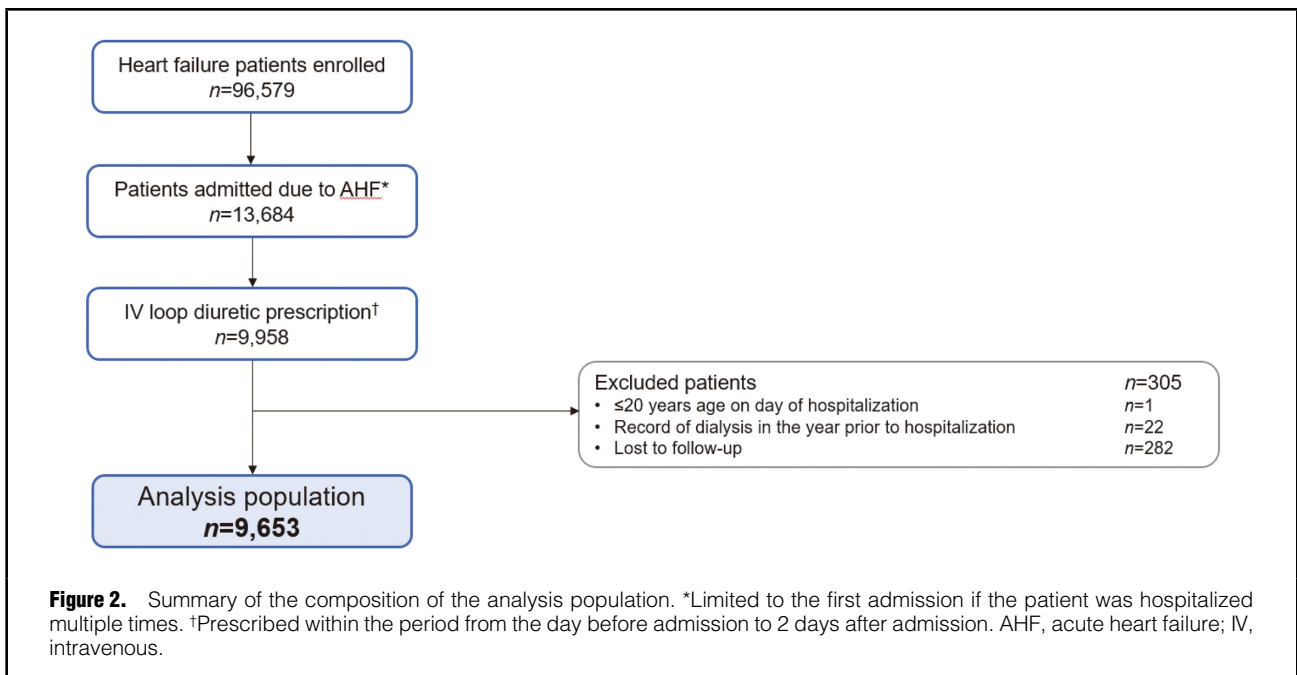 Heart failure patients enrolled
n=96,579
Patients admitted due to AHF*
n=13,684
IV loop diuretic prescription†
n=9,958
Excluded patients n=305
• ≤20 years age on day of hospitalization n=1
• Record of dialysis in the year prior to hospitalization n=22
• Lost to follow-up n=282
Analysis population
n=9,653
Figure 2. Summary of the composition of the analysis population. *Limited to the first admission if the patient was hospitalized
multiple times. †Prescribed within the period from the day before admission to 2 days after admission. AHF, acute heart failure; IV,
intravenous.